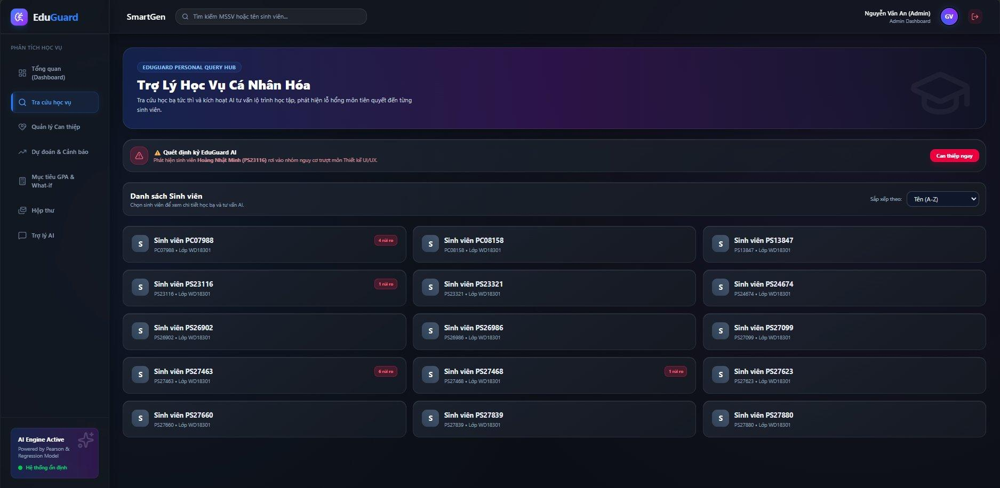 EduGuard
SmartGen
Tìm kiếm MSSV hoặc tên sinh viên...
Nguyễn Văn An (Admin)
Admin Dashboard
GV
PHÂN TÍCH HỌC VỤ
Tổng quan
(Dashboard)
Tra cứu học vụ
Quản lý Can thiệp
Dự đoán & Cảnh báo
Mục tiêu GPA &
What-if
Hộp thư
Trợ lý AI
AI Engine Active
Powered by Pearson &
Regression Model
Hệ thống ổn định
EDUGUARD PERSONAL QUERY HUB
Trợ Lý Học Vụ Cá Nhân Hóa
Tra cứu học bạ tức thì và kích hoạt AI tư vấn lộ trình học tập, phát hiện lỗ hổng môn tiên quyết đến từng
sinh viên.
Quét định kỳ EduGuard AI
Phát hiện sinh viên Hoàng Nhật Minh (PS23116) rơi vào nhóm nguy cơ trượt môn Thiết kế UI/UX.
Can thiệp ngay
Danh sách Sinh viên
Chọn sinh viên để xem chi tiết học bạ và tư vấn AI.
Sắp xếp theo:
Tên (A-Z)
S
Sinh viên PC07988
PC07988 • Lớp WD18301
4 rủi ro
S
Sinh viên PC08158
PC08158 • Lớp WD18301
S
Sinh viên PS13847
PS13847 • Lớp WD18301
S
Sinh viên PS23116
PS23116 • Lớp WD18301
1 rủi ro
S
Sinh viên PS23321
PS23321 • Lớp WD18301
S
Sinh viên PS24674
PS24674 • Lớp WD18301
S
Sinh viên PS26902
PS26902 • Lớp WD18301
S
Sinh viên PS26986
PS26986 • Lớp WD18301
S
Sinh viên PS27099
PS27099 • Lớp WD18301
S
Sinh viên PS27463
PS27463 • Lớp WD18301
6 rủi ro
S
Sinh viên PS27468
PS27468 • Lớp WD18301
1 rủi ro
S
Sinh viên PS27623
PS27623 • Lớp WD18301
S
Sinh viên PS27660
PS27660 • Lớp WD18301
S
Sinh viên PS27839
PS27839 • Lớp WD18301
S
Sinh viên PS27880
PS27880 • Lớp WD18301